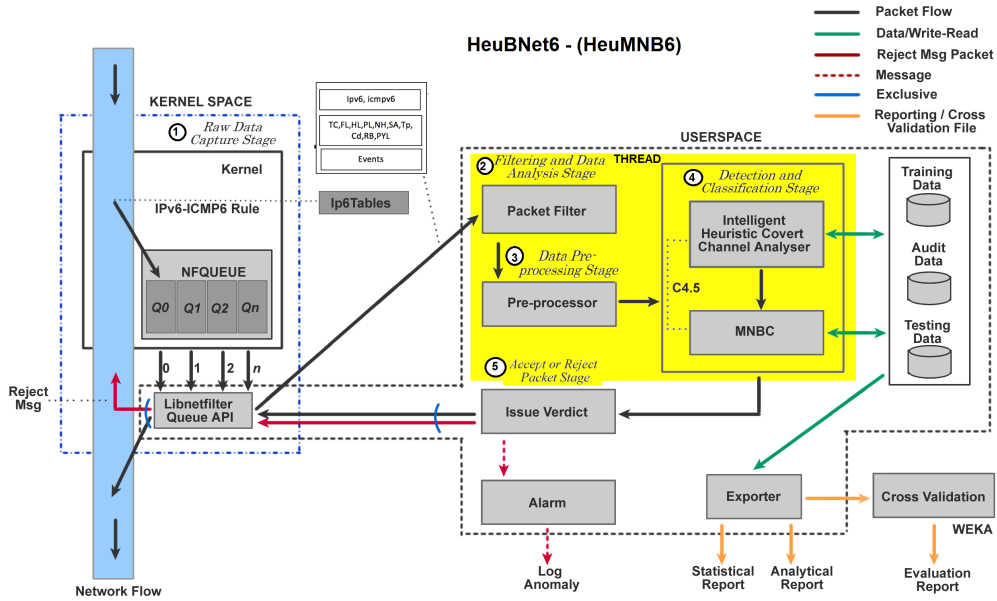 HeuBNet6 - (HeuMNB6)
Packet Flow
Data/Write-Read
Reject Msg Packet
Message
Exclusive
Reporting / Cross
Validation File
KERNEL SPACE
1
Raw Data
Capture Stage
Kernel
IPv6-ICMP6 Rule
NFQUEUE
Q0
Q1
Q2
Qn
0
1
2
n
Libnetfilter
Queue API
Reject
Msg
Network Flow
Ipv6, icmpv6
TC,FL,HL,PL,NH,SA,Tp,
Cd,RB,PYL
Events
Ip6Tables
USERSPACE
THREAD
2
Filtering and Data
Analysis Stage
Packet Filter
3
Data Pre-
processing Stage
Pre-processor
4
Detection and
Classification Stage
Intelligent
Heuristic Covert
Channel Analyser
C4.5
MNBC
Training
Data
Audit
Data
Testing
Data
5
Accept or Reject
Packet Stage
Issue Verdict
Alarm
Log
Anomaly
Exporter
Statistical
Report
Analytical
Report
Cross Validation
WEKA
Evaluation
Report